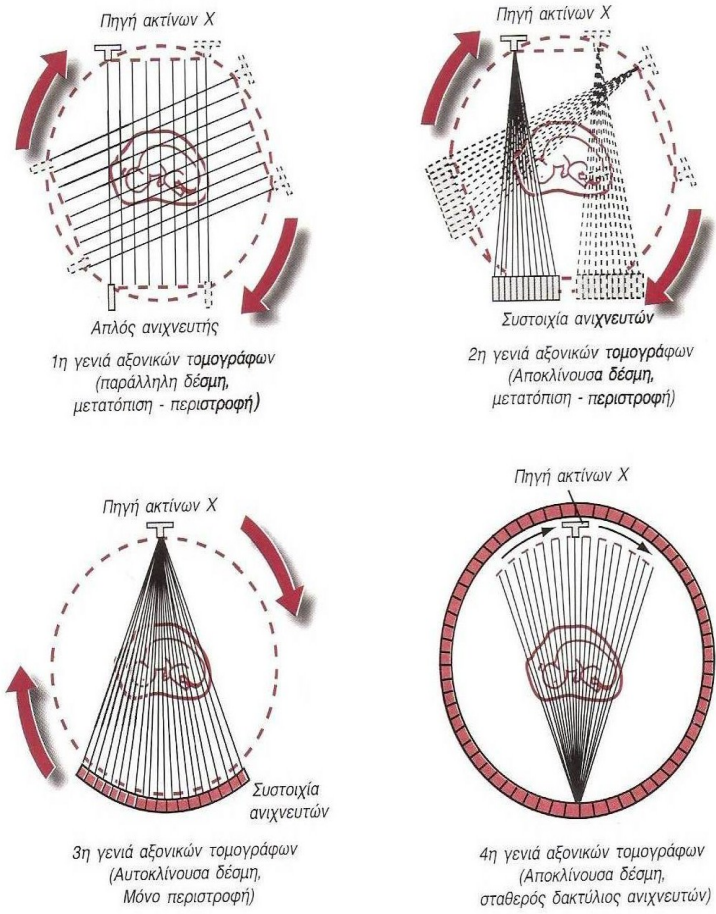 Πηγή ακτίνων Χ
Απλός ανιχνευτής
1η γενιά αξονικών τομογράφων
(παράλληλη δέσμη,
μετατόπιση - περιστροφή)
Πηγή ακτίνων Χ
Συστοιχία ανιχνευτών
2η γενιά αξονικών τομογράφων
(Αποκλίνουσα δέσμη,
μετατόπιση - περιστροφή)
Πηγή ακτίνων Χ
Συστοιχία
ανιχνευτών
3η γενιά αξονικών τομογράφων
(Αυτοκλίνουσα δέσμη,
Μόνο περιστροφή)
Πηγή ακτίνων Χ
4η γενιά αξονικών τομογράφων
(Αποκλίνουσα δέσμη,
σταθερός δακτύλιος ανιχνευτών)